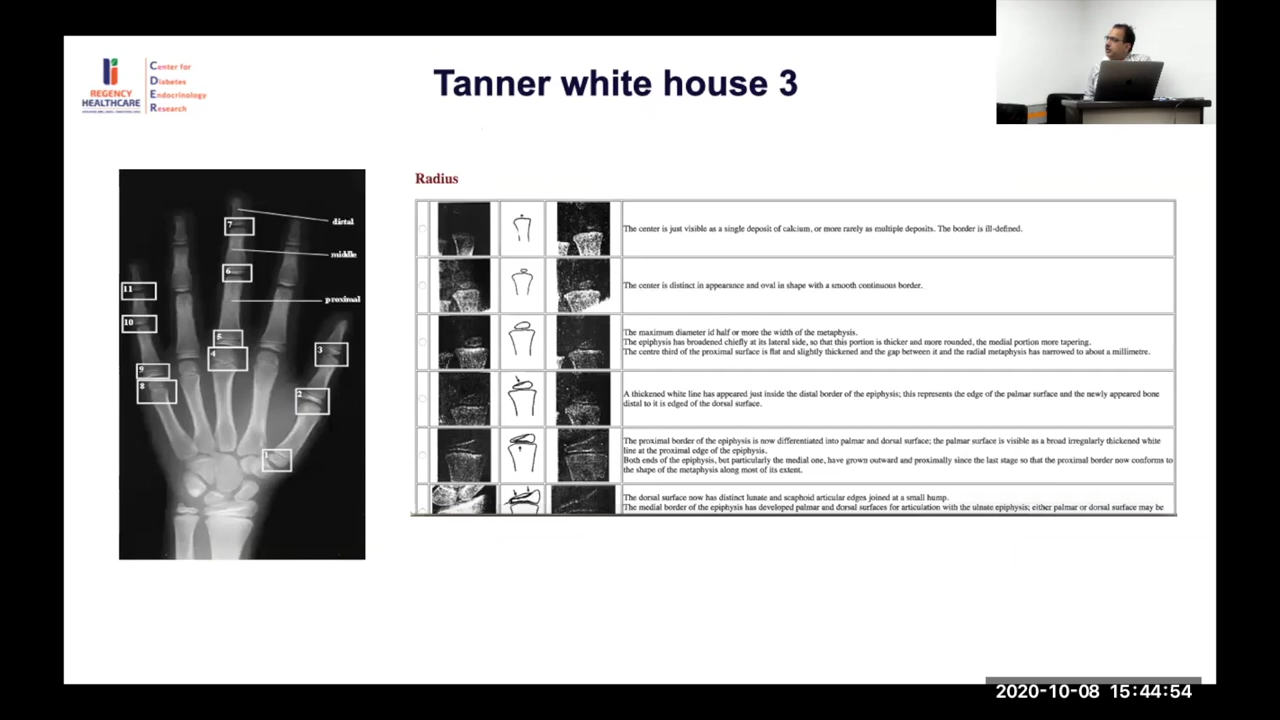 REGENCY
HEALTHCARE
Center for
Diabetes
Endocrinology
Research
Tanner white house 3
distal
middle
proximal
7
6
5
4
11
10
9
8
3
2
1
Radius
The center is just visible as a single deposit of calcium, or more rarely as multiple deposits. The border is ill-defined.
The center is distinct in appearance and oval in shape with a smooth continuous border.
The maximum diameter id half or more the width of the metaphysis.
The epiphysis has broadened chiefly at its lateral side, so that this portion is thicker and more rounded, the medial portion more tapering.
The centre third of the proximal surface is flat and slightly thickened and the gap between it and the radial metaphysis has narrowed to about a millimetre.
A thickened white line has appeared just inside the distal border of the epiphysis; this represents the edge of the palmar surface and the newly appeared bone
distal to it is edged of the dorsal surface.
The proximal border of the epiphysis is now differentiated into palmar and dorsal surface; the palmar surface is visible as a broad irregularly thickened white
line at the proximal edge of the epiphysis.
Both ends of the epiphysis, but particularly the medial one, have grown outward and proximally since the last stage so that the proximal border now conforms to
the shape of the metaphysis along most of its extent.
The dorsal surface now has distinct lunate and scaphoid articular edges joined at a small hump.
The medial border of the epiphysis has developed palmar and dorsal surfaces for articulation with the ulnate epiphysis; either palmar or dorsal surface may be
2020-10-08 15:44:54